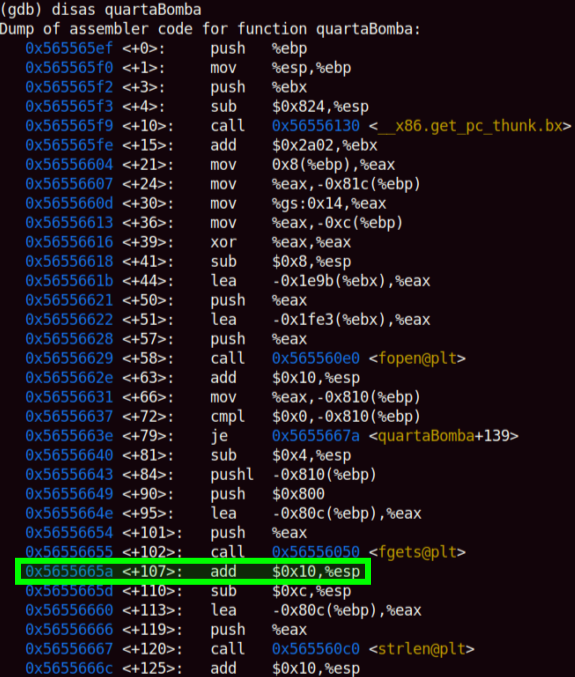 (gdb) disas quartaBomba
Dump of assembler code for function quartaBomba:
0x565565ef <+0>: push %ebp
0x565565f0 <+1>: mov %esp,%ebp
0x565565f2 <+3>: push %ebx
0x565565f3 <+4>: sub $0x824,%esp
0x565565f9 <+10>: call 0x56556130 <__x86.get_pc_thunk.bx>
0x565565fe <+15>: add $0x2a02,%ebx
0x56556604 <+21>: mov 0x8(%ebp),%eax
0x56556607 <+24>: mov %eax,-0x81c(%ebp)
0x5655660d <+30>: mov %gs:0x14,%eax
0x56556613 <+36>: mov %eax,-0xc(%ebp)
0x56556616 <+39>: xor %eax,%eax
0x56556618 <+41>: sub $0x8,%esp
0x5655661b <+44>: lea -0x1e9b(%ebx),%eax
0x56556621 <+50>: push %eax
0x56556622 <+51>: lea -0x1fe3(%ebx),%eax
0x56556628 <+57>: push %eax
0x56556629 <+58>: call 0x565560e0 <fopen@plt>
0x5655662e <+63>: add $0x10,%esp
0x56556631 <+66>: mov %eax,-0x810(%ebp)
0x56556637 <+72>: cmpl $0x0,-0x810(%ebp)
0x5655663e <+79>: je 0x5655667a <quartaBomba+139>
0x56556640 <+81>: sub $0x4,%esp
0x56556643 <+84>: pushl -0x810(%ebp)
0x56556649 <+90>: push $0x800
0x5655664e <+95>: lea -0x80c(%ebp),%eax
0x56556654 <+101>: push %eax
0x56556655 <+102>: call 0x56556050 <fgets@plt>
0x5655665a <+107>: add $0x10,%esp
0x5655665d <+110>: sub $0xc,%esp
0x56556660 <+113>: lea -0x80c(%ebp),%eax
0x56556666 <+119>: push %eax
0x56556667 <+120>: call 0x565560c0 <strlen@plt>
0x5655666c <+125>: add $0x10,%esp